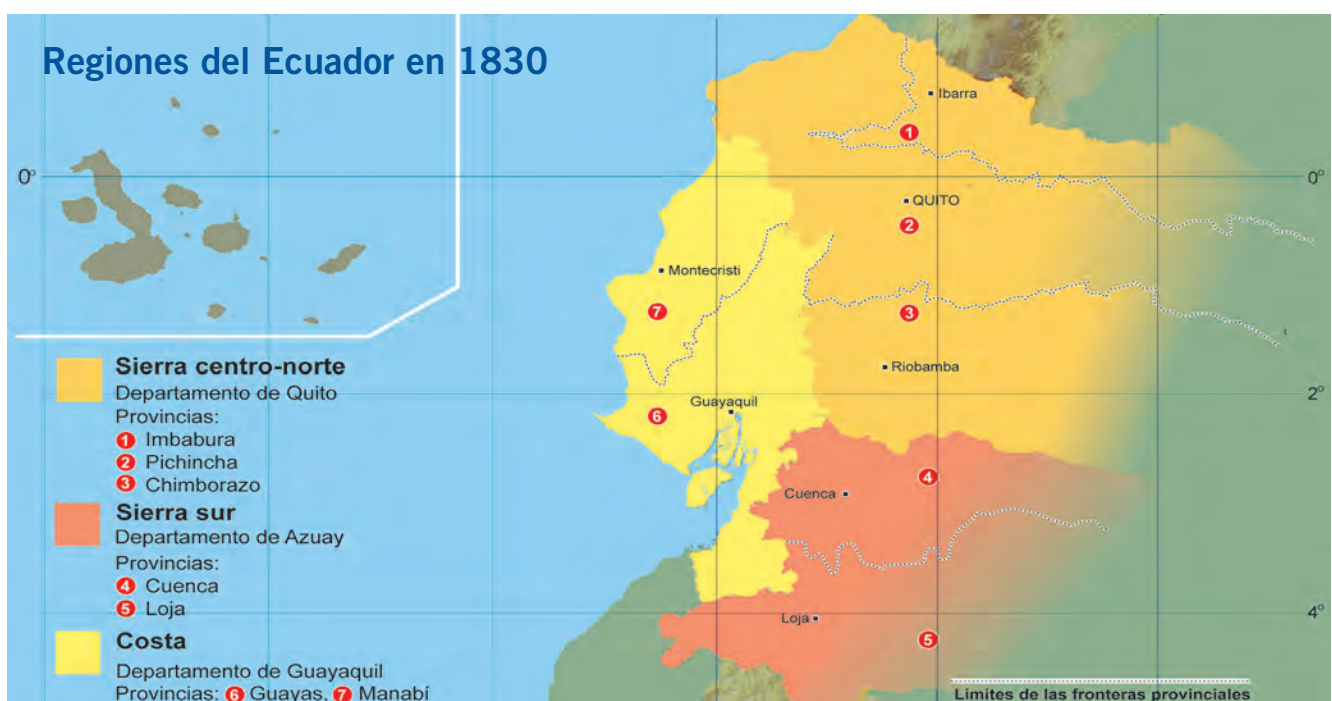 Regiones del Ecuador en 1830
Ibarra
1
0°
0°
QUITO
2
Montecristi
7
3
Riobamba
2°
Guayaquil
6
4
Cuenca
Loja
4°
5
Sierra centro-norte
Departamento de Quito
Provincias:
1 Imbabura
2 Pichincha
3 Chimborazo
Sierra sur
Departamento de Azuay
Provincias:
4 Cuenca
5 Loja
Costa
Departamento de Guayaquil
Provincias: 6 Guayas, 7 Manabí
Limites de las fronteras provinciales